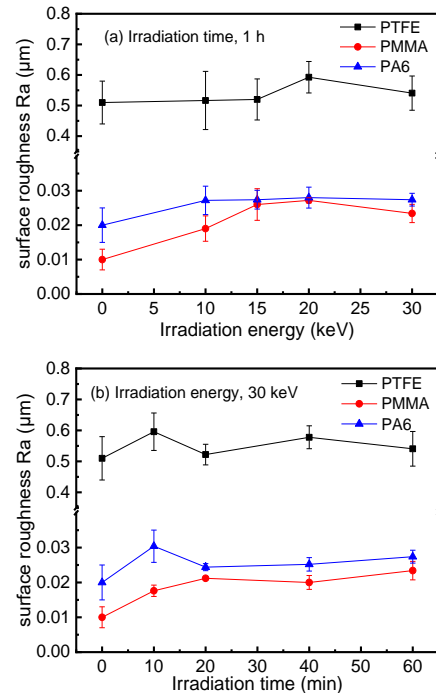 (a) Irradiation time, 1 h
PTFE
PMMA
PA6
surface roughness Ra (μm)
0.8
0.7
0.6
0.5
0.4
0.03
0.02
0.01
0.00
0 5 10 15 20 30
Irradiation energy (keV)
(b) Irradiation energy, 30 keV
PTFE
PMMA
PA6
surface roughness Ra (μm)
0.8
0.7
0.6
0.5
0.4
0.03
0.02
0.01
0.00
0 10 20 40 60
Irradiation time (min)